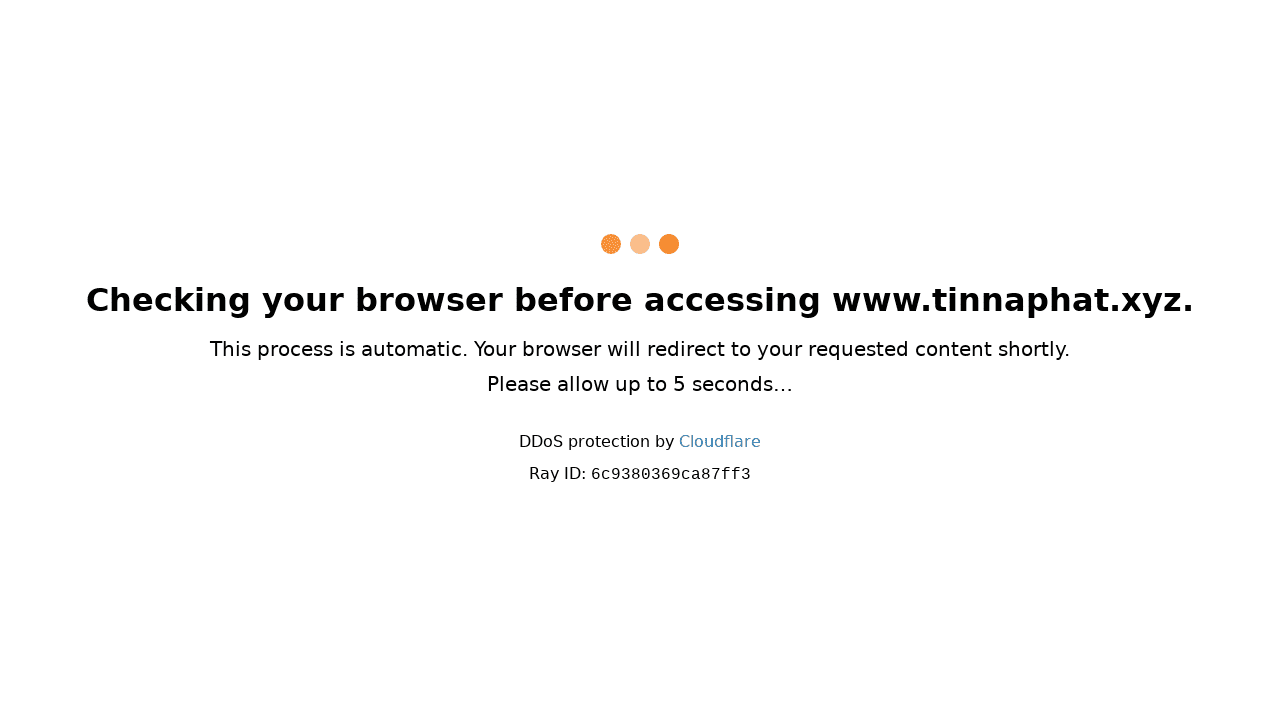 Checking your browser before accessing www.tinnaphat.xyz.
This process is automatic. Your browser will redirect to your requested content shortly.
Please allow up to 5 seconds…
DDoS protection by Cloudflare
Ray ID: 6c9380369ca87ff3